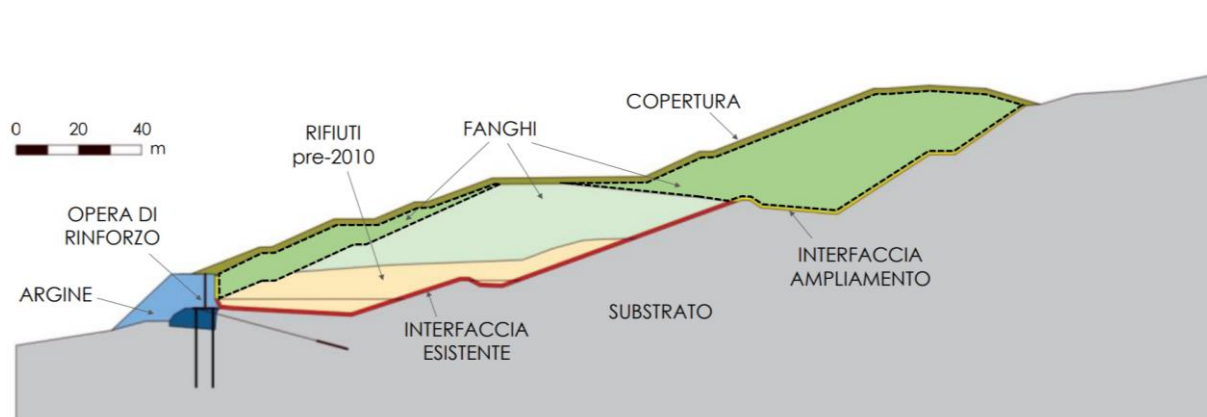 COPERTURA
0 20 40
m
RIFIUTI
pre-2010
FANGHI
OPERA DI
RINFORZO
ARGINE
INTERFACCIA
AMPLIAMENTO
SUBSTRATO
INTERFACCIA
ESISTENTE